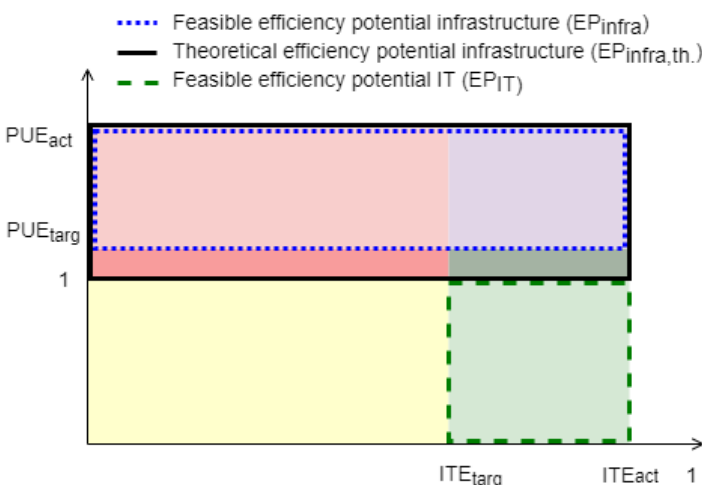 Feasible efficiency potential infrastructure (EPinfra)
Theoretical efficiency potential infrastructure (EPinfra,th.)
Feasible efficiency potential IT (EPIT)
PUEact
PUEtarg
1
ITEtarg
ITEact
1